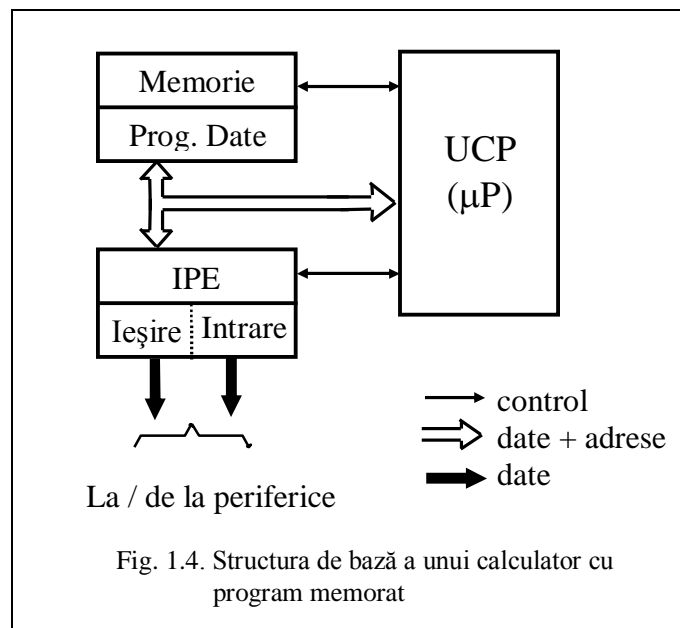 Memorie
Prog. Date
UCP
(μP)
IPE
Ieşire Intrare
control
date + adrese
date
La / de la periferice
Fig. 1.4. Structura de bază a unui calculator cu
program memorat